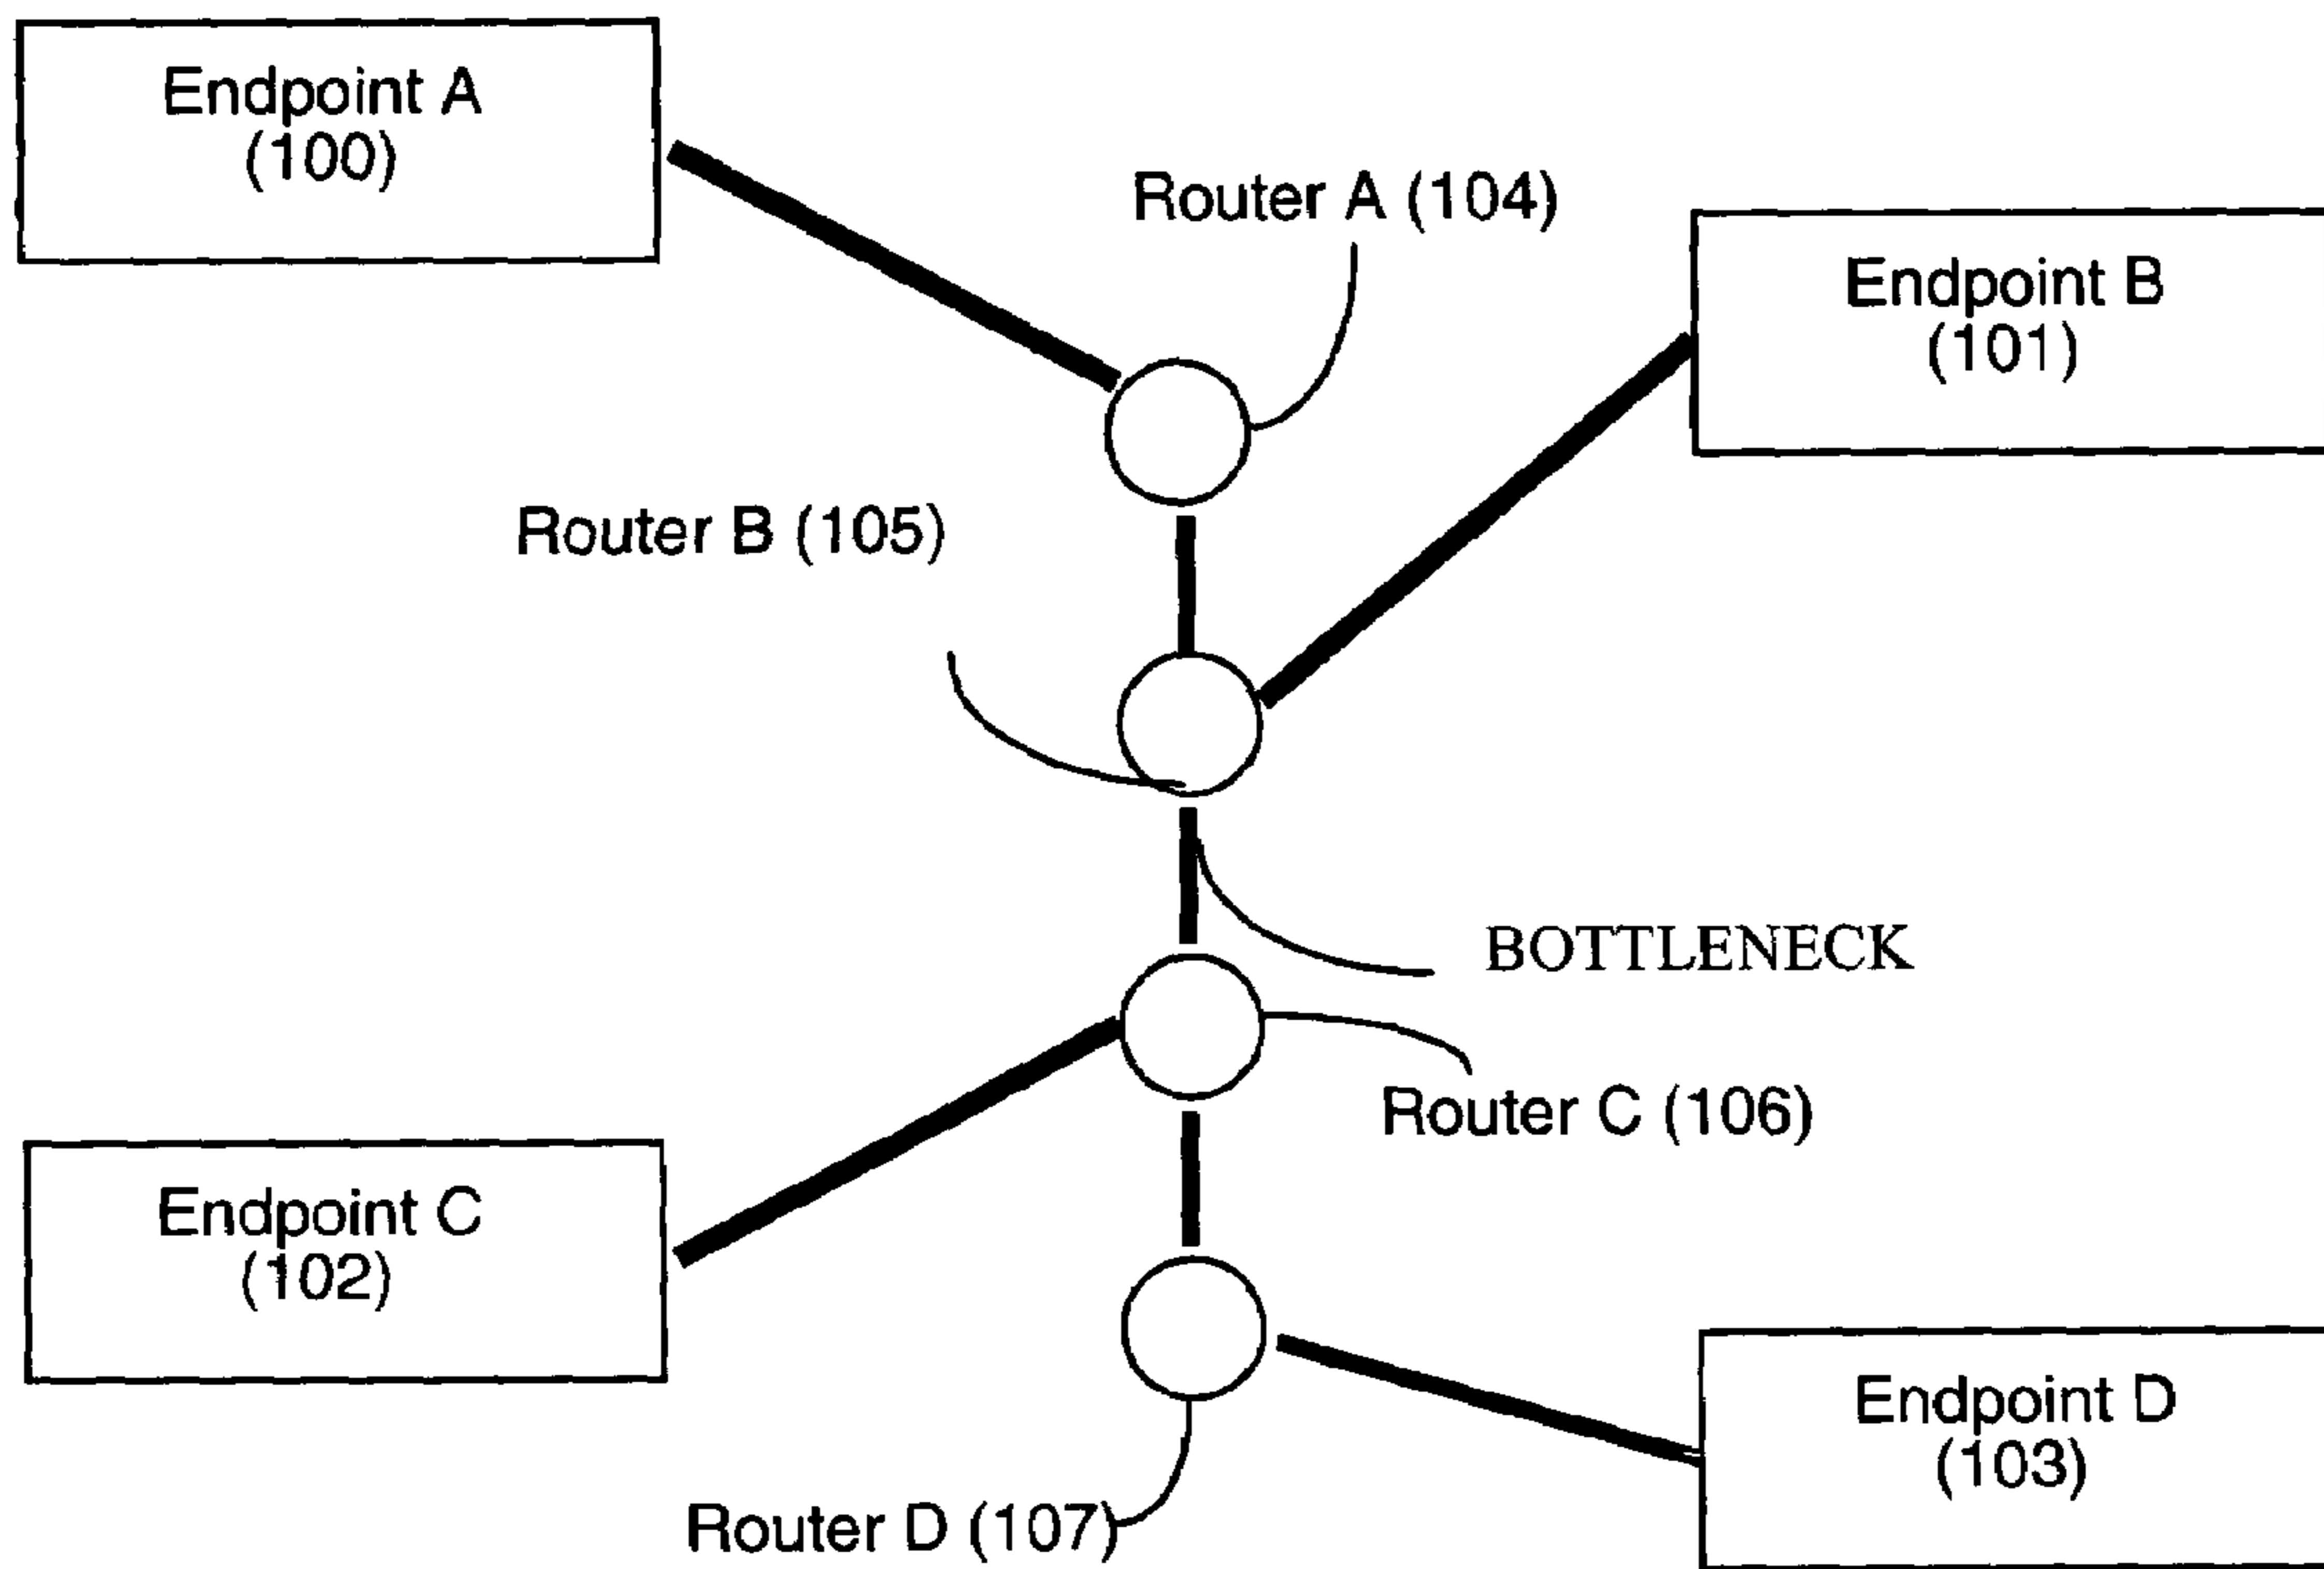 Endpoint A
(100)
Router A (104)
Endpoint B
(101)
Router B (105)
BOTTLENECK
Router C (106)
Endpoint C
(102)
Endpoint D
(103)
Router D (107)